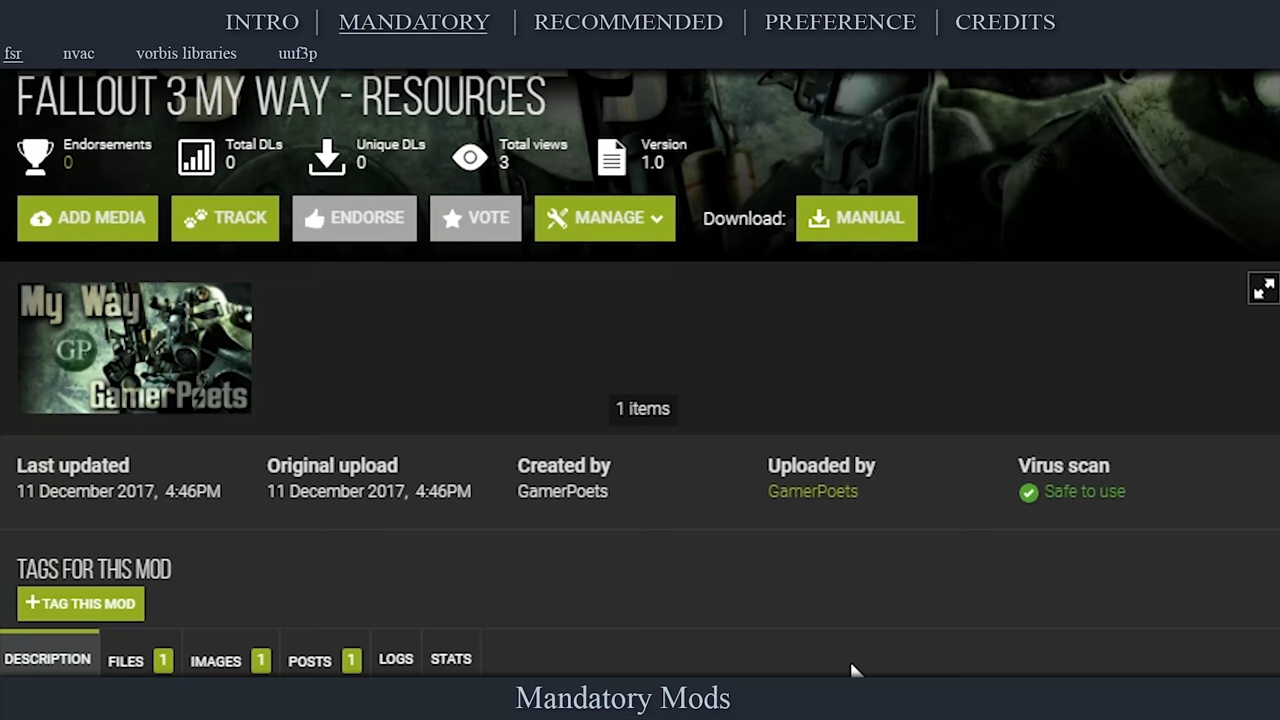 INTRO | MANDATORY | RECOMMENDED | PREFERENCE | CREDITS
fsr nvac vorbis libraries uuf3p
FALLOUT 3 MY WAY - RESOURCES
Endorsements Total DLs Unique DLs Total views Version
0 0 0 3 1.0
ADD MEDIA TRACK ENDORSE VOTE MANAGE Download: MANUAL
My Way
GP
GamerPoets
1 items
Last updated Original upload Created by Uploaded by Virus scan
11 December 2017, 4:46PM 11 December 2017, 4:46PM GamerPoets GamerPoets Safe to use
TAGS FOR THIS MOD
+ TAG THIS MOD
DESCRIPTION FILES 1 IMAGES 1 POSTS 1 LOGS STATS
Mandatory Mods